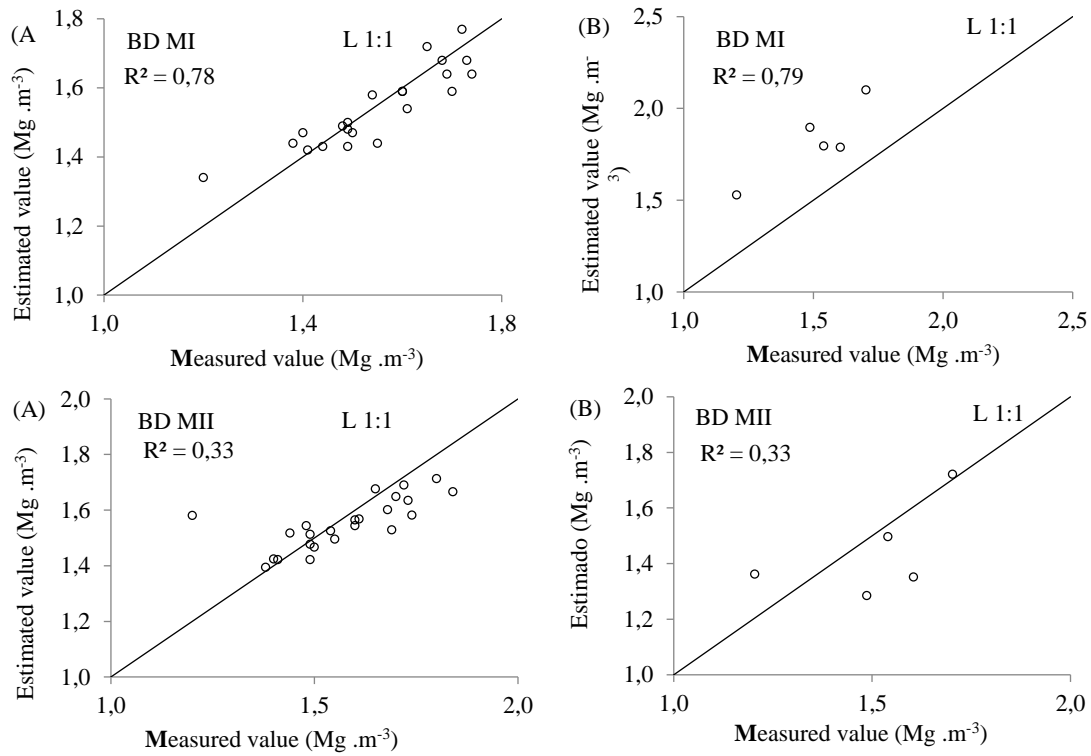 (A
BD MI
L 1:1
R² = 0,78
Estimated value (Mg .m-3)
1,8
1,6
1,4
1,2
1,0
1,0
1,4
1,8
Measured value (Mg .m-3)
(B)
BD MI
L 1:1
R² = 0,79
Estimated value (Mg .m-
3)
2,5
2,0
1,5
1,0
1,0
1,5
2,0
2,5
Measured value (Mg .m-3)
(A)
BD MII
L 1:1
R² = 0,33
Estimated value (Mg .m-3)
2,0
1,8
1,6
1,4
1,2
1,0
1,0
1,5
2,0
Measured value (Mg .m-3)
(B)
BD MII
L 1:1
R² = 0,33
Estimado (Mg .m-3)
2,0
1,8
1,6
1,4
1,2
1,0
1,0
1,5
2,0
Measured value (Mg .m-3)